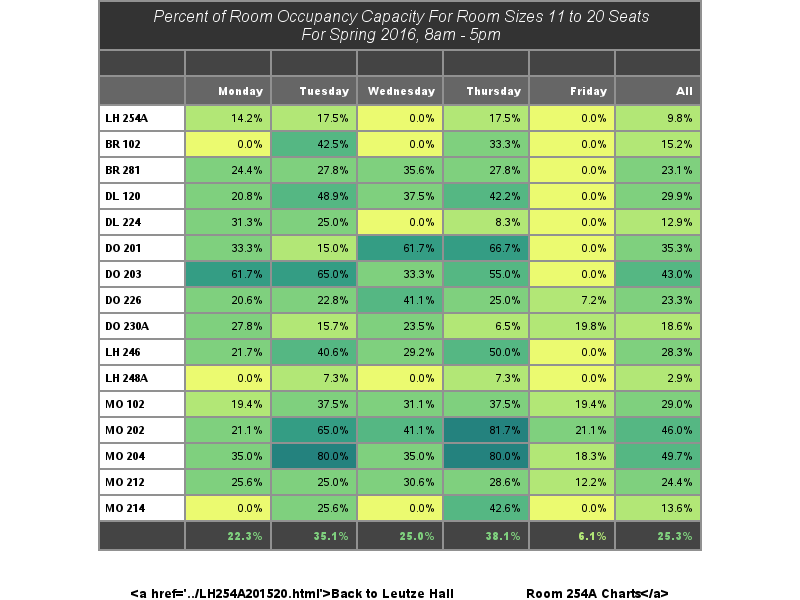 Percent of Room Occupancy Capacity For Room Sizes 11 to 20 Seats
For Spring 2016, 8am - 5pm
Monday Tuesday Wednesday Thursday Friday All
LH 254A 14.2% 17.5% 0.0% 17.5% 0.0% 9.8%
BR 102 0.0% 42.5% 0.0% 33.3% 0.0% 15.2%
BR 281 24.4% 27.8% 35.6% 27.8% 0.0% 23.1%
DL 120 20.8% 48.9% 37.5% 42.2% 0.0% 29.9%
DL 224 31.3% 25.0% 0.0% 8.3% 0.0% 12.9%
DO 201 33.3% 15.0% 61.7% 66.7% 0.0% 35.3%
DO 203 61.7% 65.0% 33.3% 55.0% 0.0% 43.0%
DO 226 20.6% 22.8% 41.1% 25.0% 7.2% 23.3%
DO 230A 27.8% 15.7% 23.5% 6.5% 19.8% 18.6%
LH 246 21.7% 40.6% 29.2% 50.0% 0.0% 28.3%
LH 248A 0.0% 7.3% 0.0% 7.3% 0.0% 2.9%
MO 102 19.4% 37.5% 31.1% 37.5% 19.4% 29.0%
MO 202 21.1% 65.0% 41.1% 81.7% 21.1% 46.0%
MO 204 35.0% 80.0% 35.0% 80.0% 18.3% 49.7%
MO 212 25.6% 25.0% 30.6% 28.6% 12.2% 24.4%
MO 214 0.0% 25.6% 0.0% 42.6% 0.0% 13.6%
22.3% 35.1% 25.0% 38.1% 6.1% 25.3%
<a href='../LH254A201520.html'>Back to Leutze Hall Room 254A Charts</a>